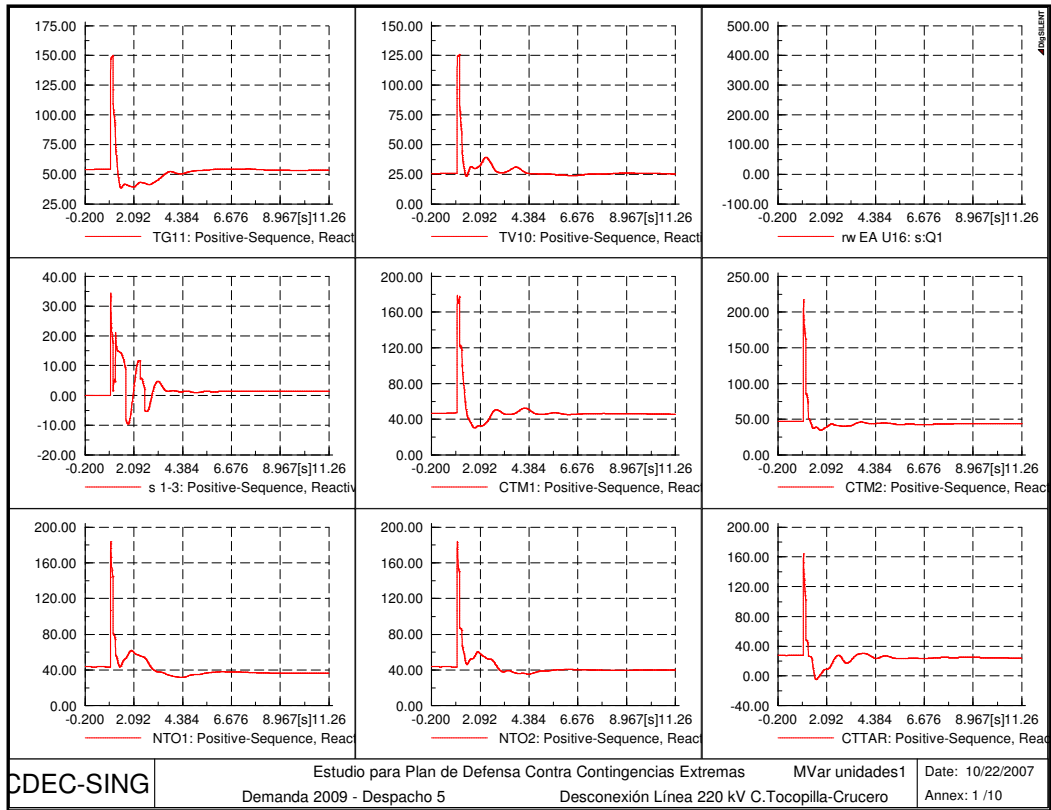 175.00
150.00
125.00
100.00
75.00
50.00
25.00
-0.200 2.092 4.384 6.676 8.967[s]11.26
TG11: Positive-Sequence, Reacti
150.00
125.00
100.00
75.00
50.00
25.00
0.00
-0.200 2.092 4.384 6.676 8.967[s]11.26
TV10: Positive-Sequence, Reacti
500.00
400.00
300.00
200.00
100.00
0.00
-100.00
-0.200 2.092 4.384 6.676 8.967[s]11.26
rw EA U16: s:Q1
DIgSILENT
40.00
30.00
20.00
10.00
0.00
-10.00
-20.00
-0.200 2.092 4.384 6.676 8.967[s]11.26
s 1-3: Positive-Sequence, Reactiv
200.00
160.00
120.00
80.00
40.00
0.00
-0.200 2.092 4.384 6.676 8.967[s]11.26
CTM1: Positive-Sequence, React
250.00
200.00
150.00
100.00
50.00
0.00
-0.200 2.092 4.384 6.676 8.967[s]11.26
CTM2: Positive-Sequence, Reac
200.00
160.00
120.00
80.00
40.00
0.00
-0.200 2.092 4.384 6.676 8.967[s]11.26
NTO1: Positive-Sequence, React
200.00
160.00
120.00
80.00
40.00
0.00
-0.200 2.092 4.384 6.676 8.967[s]11.26
NTO2: Positive-Sequence, React
200.00
160.00
120.00
80.00
40.00
0.00
-40.00
-0.200 2.092 4.384 6.676 8.967[s]11.26
CTTAR: Positive-Sequence, Rea
CDEC-SING
Estudio para Plan de Defensa Contra Contingencias Extremas MVar unidades1
Demanda 2009 - Despacho 5 Desconexión Línea 220 kV C.Tocopilla-Crucero
Date: 10/22/2007
Annex: 1 /10